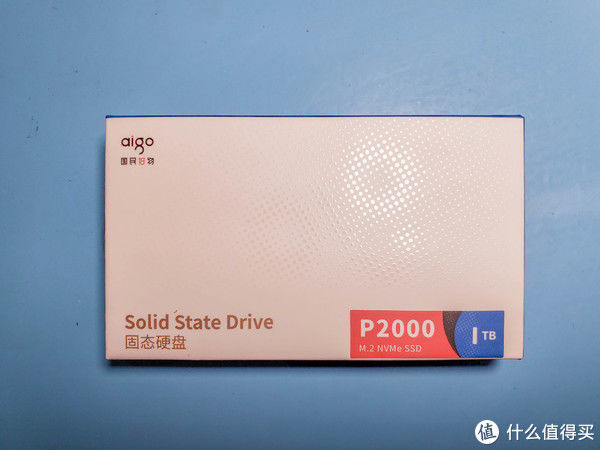 aigo
国民好物
Solid State Drive
固态硬盘
P2000
M.2 NVMe SSD
1TB
值 什么值得买